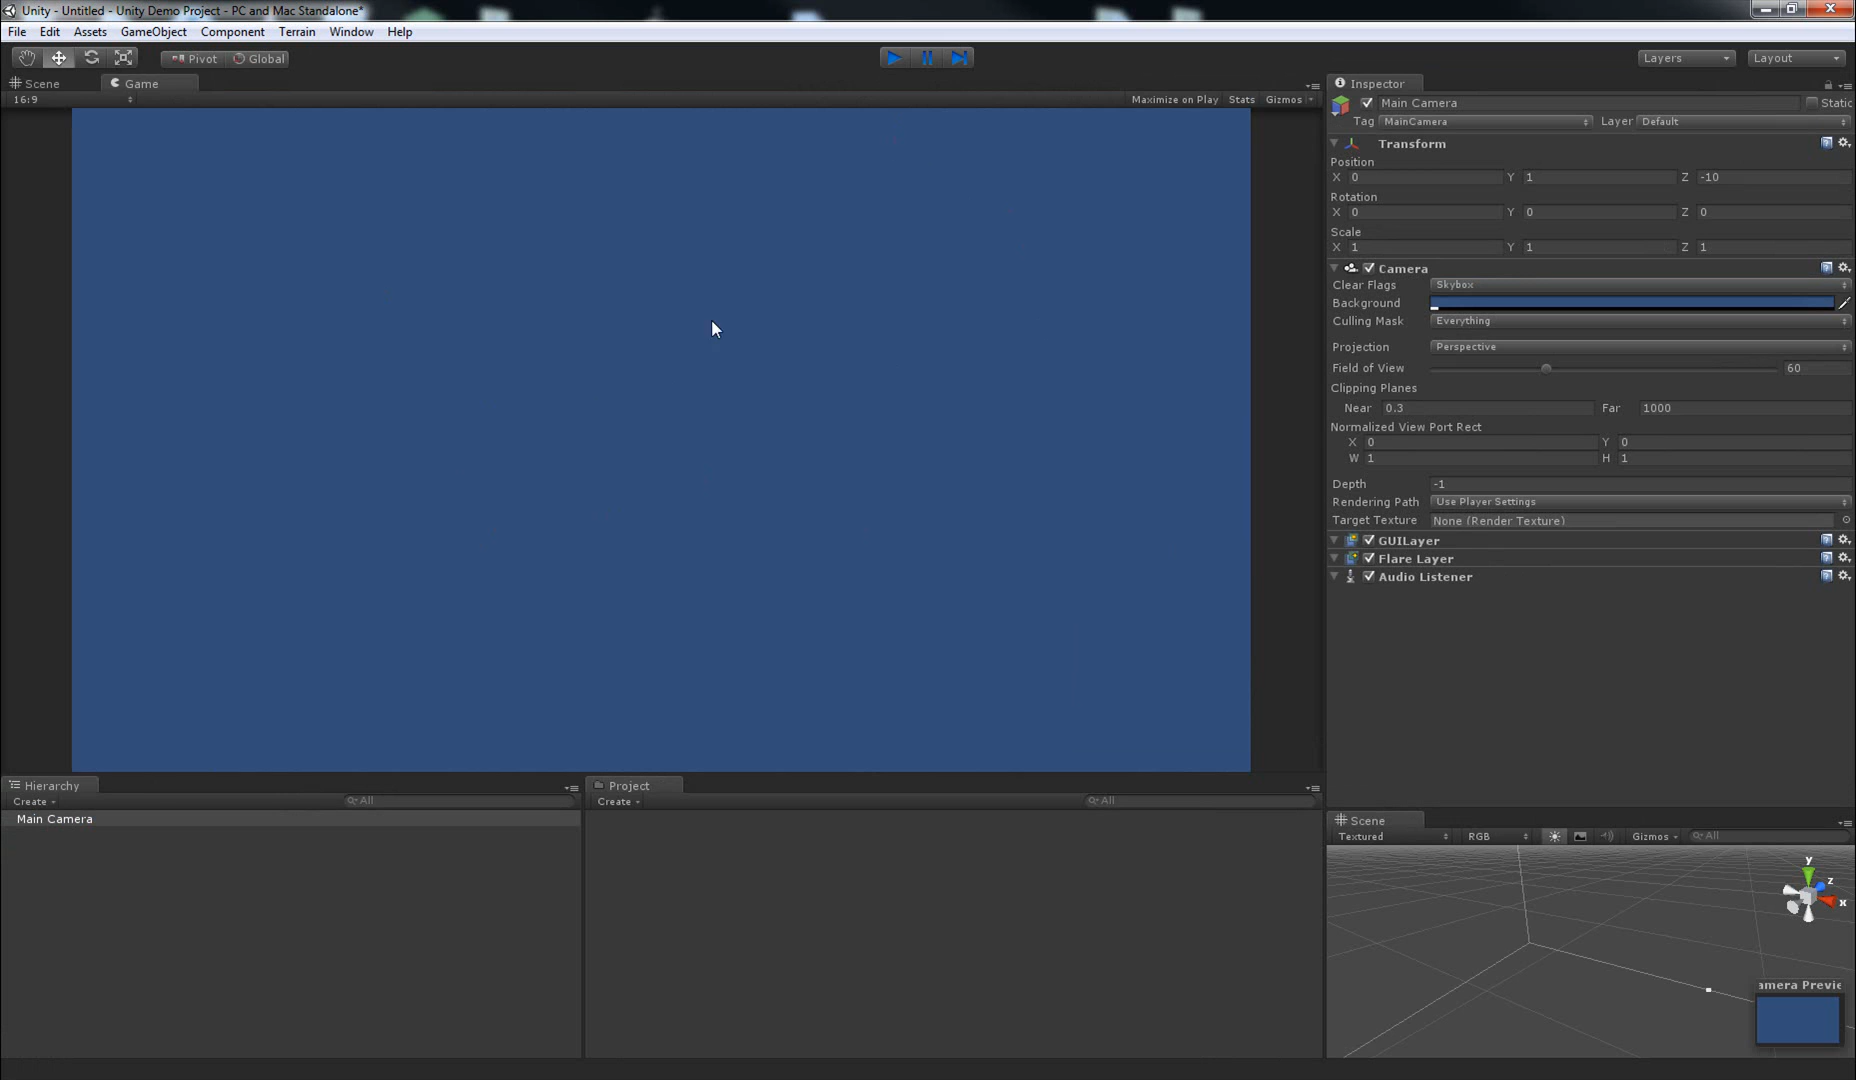 Unity - Untitled - Unity Demo Project - PC and Mac Standalone*
File Edit Assets GameObject Component Terrain Window Help
Pivot Global Layers Layout
Scene Game
16:9 Maximize on Play Stats Gizmos
Inspector
Main Camera Static
Tag MainCamera Layer Default
Transform
Position
X 0 Y 1 Z -10
Rotation
X 0 Y 0 Z 0
Scale
X 1 Y 1 Z 1
Camera
Clear Flags Skybox
Background
Culling Mask Everything
Projection Perspective
Field of View 60
Clipping Planes
Near 0.3 Far 1000
Normalized View Port Rect
X 0 Y 0
W 1 H 1
Depth -1
Rendering Path Use Player Settings
Target Texture None (Render Texture)
GUILayer
Flare Layer
Audio Listener
Hierarchy
Create All
Main Camera
Project
Create All
Scene
Textured RGB Gizmos All
y
z
x
amera Previe